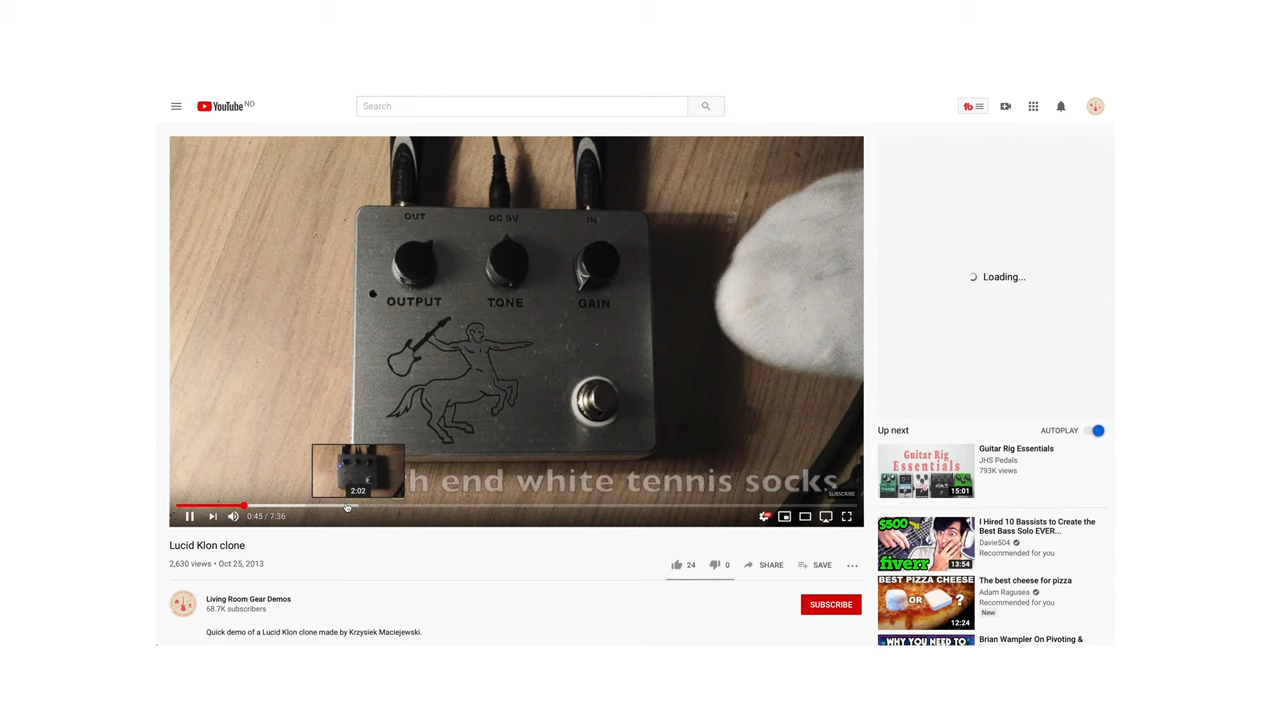 YouTube NO
Search
OUT
DC 9V
IN
OUTPUT
TONE
GAIN
2:02
h end white tennis socks
SUBSCRIBE
0:45 / 7:36
HD
Loading...
Up next
AUTOPLAY
Guitar Rig
Essentials
15:01
Guitar Rig Essentials
JHS Pedals
793K views
$500
fiverr
13:54
I Hired 10 Bassists to Create the
Best Bass Solo EVER...
Davie504
Recommended for you
BEST PIZZA CHEESE
OR
?
12:24
The best cheese for pizza
Adam Ragusea
Recommended for you
New
WHY YOU NEED TO
Brian Wampler On Pivoting &
Lucid Klon clone
2,630 views • Oct 25, 2013
24
0
SHARE
SAVE
Living Room Gear Demos
68.7K subscribers
SUBSCRIBE
Quick demo of a Lucid Klon clone made by Krzysiek Maciejewski.